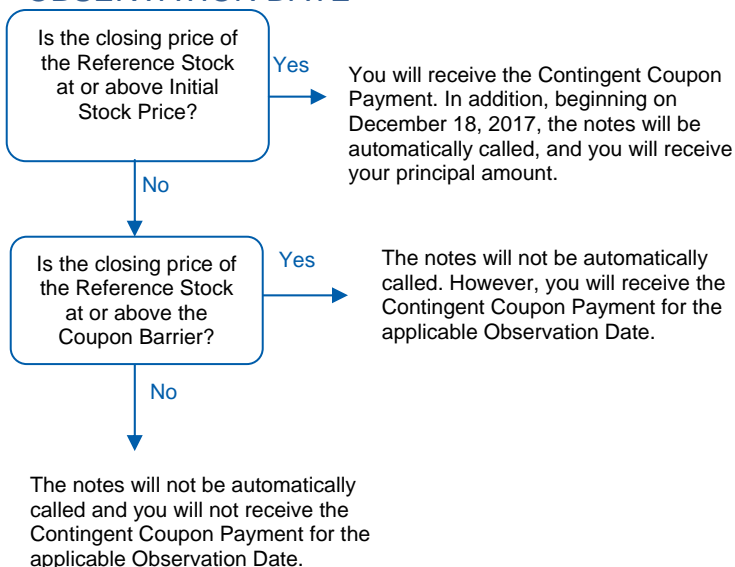 OBSERVATION DATE
Is the closing price of
the Reference Stock
at or above Initial
Stock Price?
Yes
You will receive the Contingent Coupon
Payment. In addition, beginning on
December 18, 2017, the notes will be
automatically called, and you will receive
your principal amount.
No
Is the closing price of
the Reference Stock
at or above the
Coupon Barrier?
Yes
The notes will not be automatically
called. However, you will receive the
Contingent Coupon Payment for the
applicable Observation Date.
No
The notes will not be automatically
called and you will not receive the
Contingent Coupon Payment for the
applicable Observation Date.